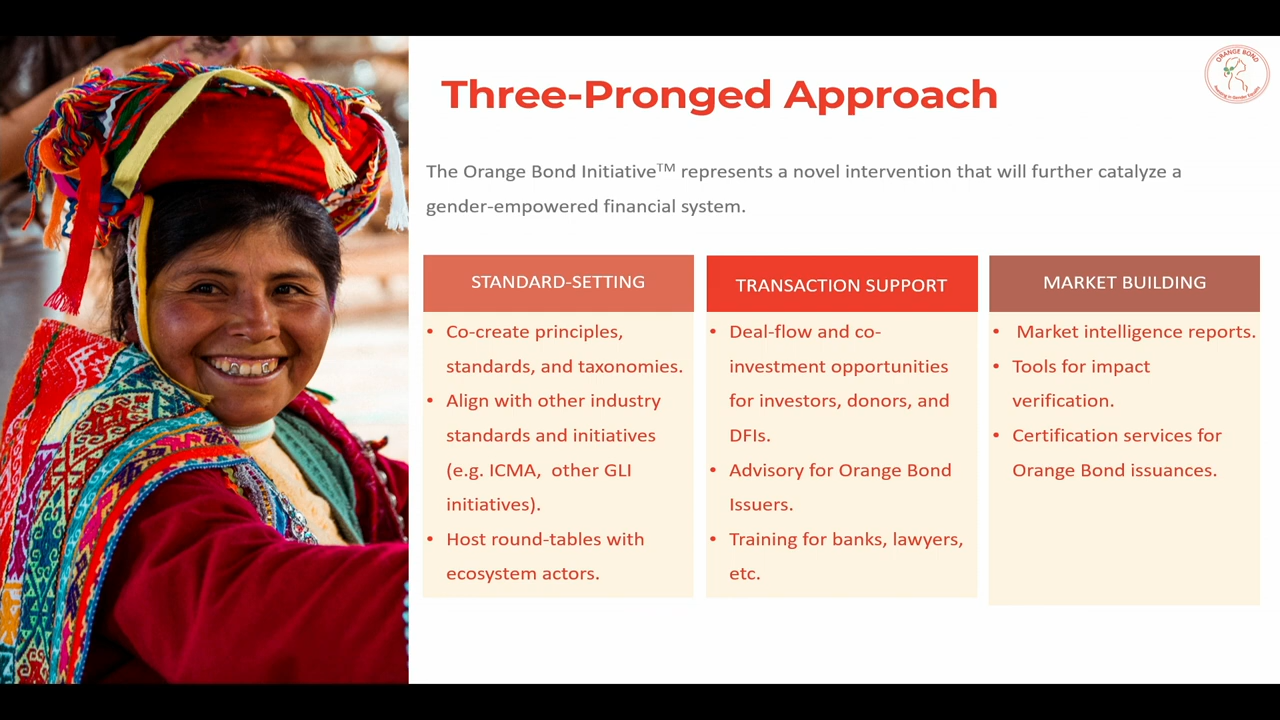 Three-Pronged Approach
ORANGE BOND
The Orange Bond Initiative™ represents a novel intervention that will further catalyze a
gender-empowered financial system.
STANDARD-SETTING
• Co-create principles,
standards, and taxonomies.
• Align with other industry
standards and initiatives
(e.g. ICMA, other GLI
initiatives).
• Host round-tables with
ecosystem actors.
TRANSACTION SUPPORT
• Deal-flow and co-
investment opportunities
for investors, donors, and
DFIs.
• Advisory for Orange Bond
Issuers.
• Training for banks, lawyers,
etc.
MARKET BUILDING
• Market intelligence reports.
• Tools for impact
verification.
• Certification services for
Orange Bond issuances.